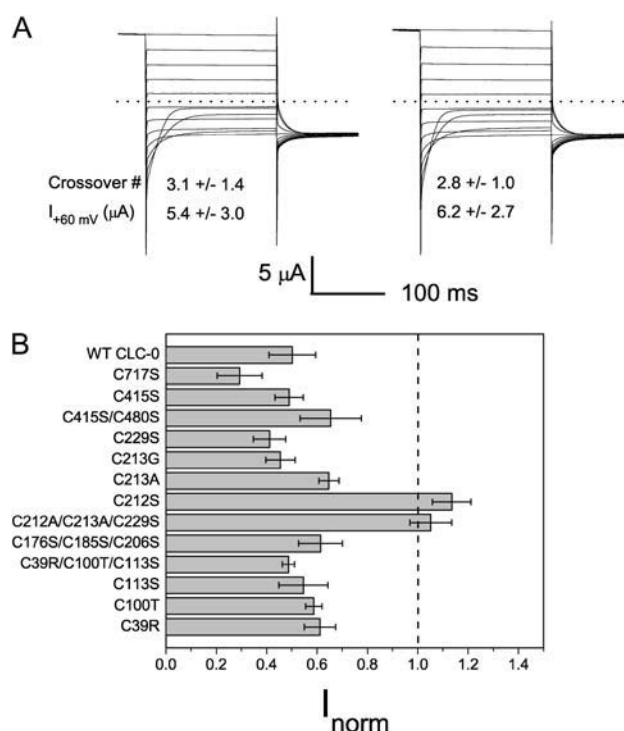 A
Crossover # 3.1 +/- 1.4 2.8 +/- 1.0
I+60 mV (µA) 5.4 +/- 3.0 6.2 +/- 2.7
5 µA
100 ms
B
WT CLC-0
C717S
C415S
C415S/C480S
C229S
C213G
C213A
C212S
C212A/C213A/C229S
C176S/C185S/C206S
C39R/C100T/C113S
C113S
C100T
C39R
0.0 0.2 0.4 0.6 0.8 1.0 1.2 1.4
Inorm